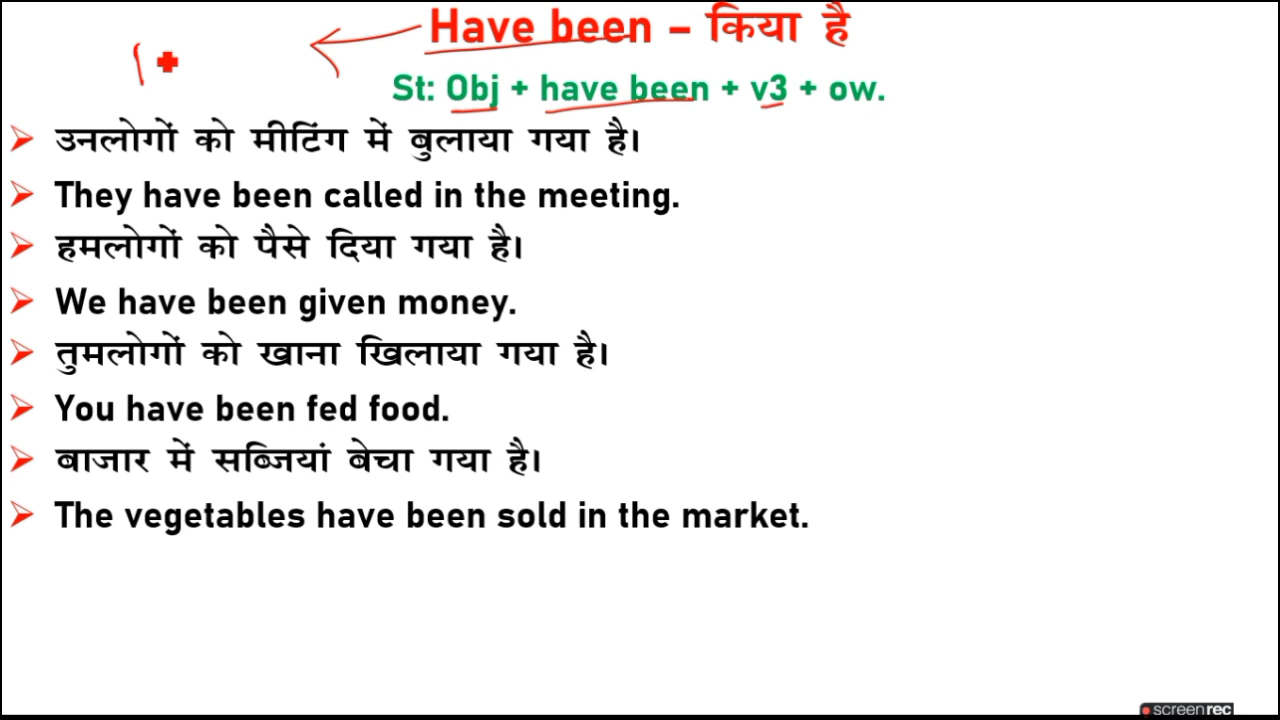 Have been – किया है
St: Obj + have been + v3 + ow.
➢ उनलोगों को मीटिंग में बुलाया गया है।
➢ They have been called in the meeting.
➢ हमलोगों को पैसे दिया गया है।
➢ We have been given money.
➢ तुमलोगों को खाना खिलाया गया है।
➢ You have been fed food.
➢ बाजार में सब्जियां बेचा गया है।
➢ The vegetables have been sold in the market.
screenrec